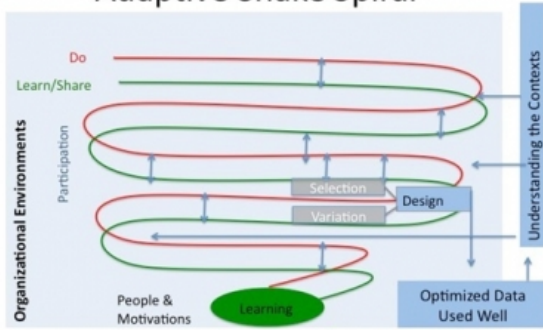 Adaptive Snake Spiral
Do
Learn/Share
Organizational Environments
Participation
Understanding the Contexts
Selection
Design
Variation
People &
Motivations
Learning
Optimized Data
Used Well